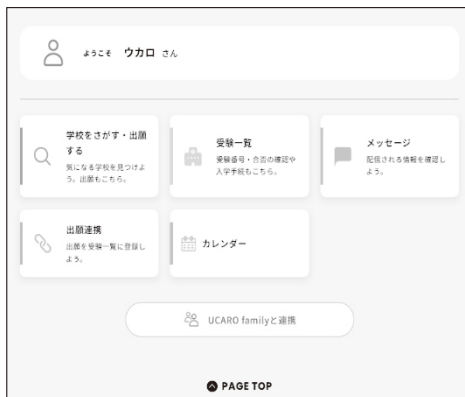 ようこそ ウカロ さん
学校をさがす・出願
する
気になる学校を見つけよ
う。出願もこちら。
受験一覧
受験番号・合否の確認や
入学手続もこちら。
メッセージ
配信される情報を確認し
よう。
出願連携
出願を受験一覧に登録し
よう。
カレンダー
UCARO familyと連携
PAGE TOP